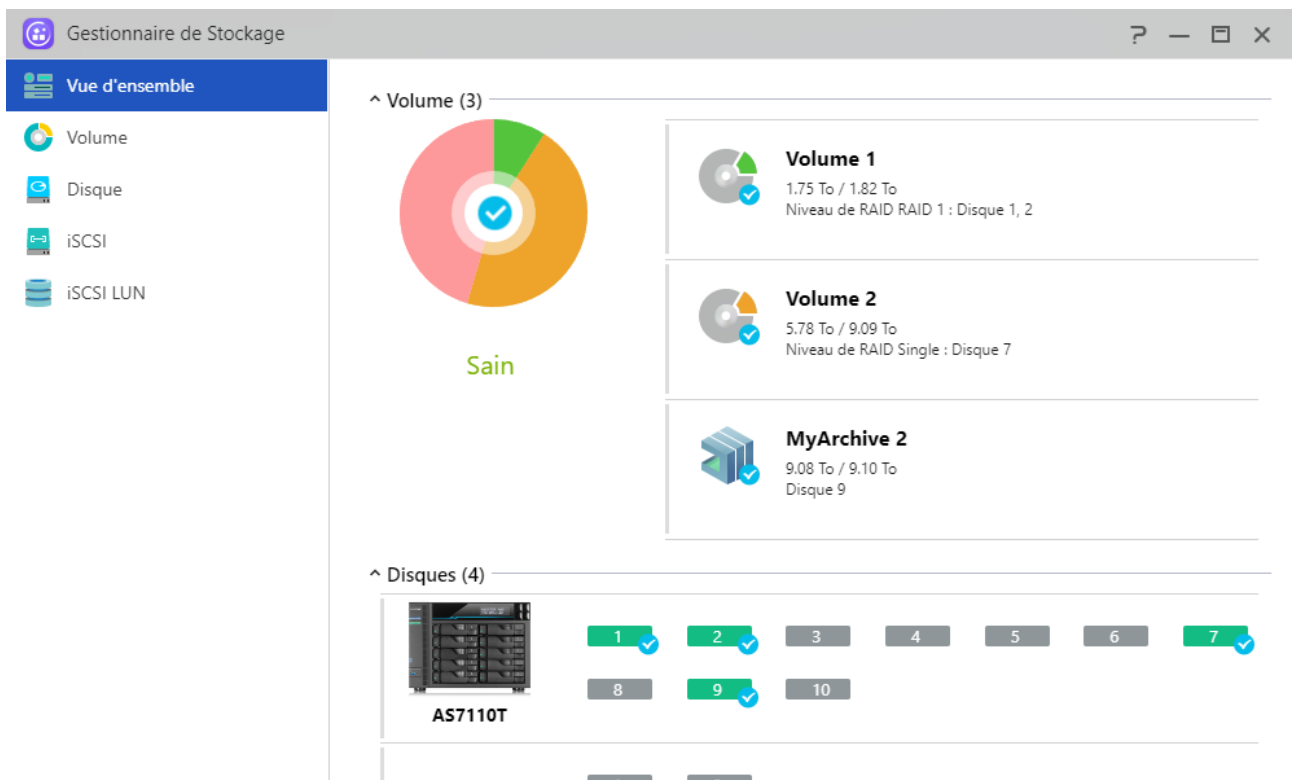 Gestionnaire de Stockage
Vue d'ensemble
Volume
Disque
iSCSI
iSCSI LUN
Volume (3)
Sain
Volume 1
1.75 To / 1.82 To
Niveau de RAID RAID 1 : Disque 1, 2
Volume 2
5.78 To / 9.09 To
Niveau de RAID Single : Disque 7
MyArchive 2
9.08 To / 9.10 To
Disque 9
Disques (4)
1 2 3 4 5 6 7
8 9 10
AS7110T